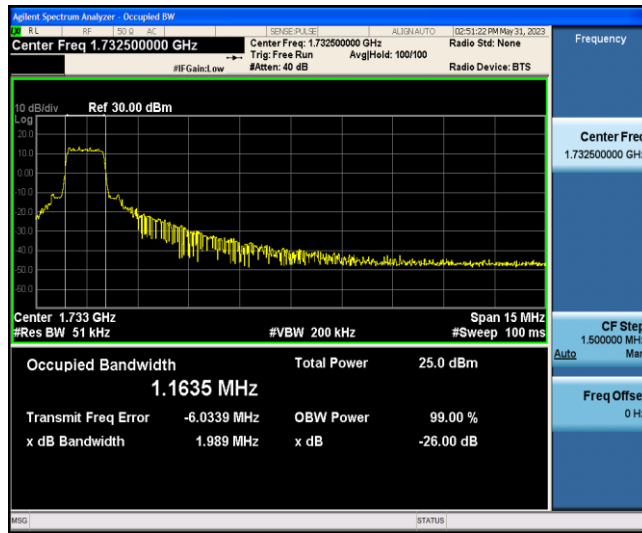 Agilent Spectrum Analyzer - Occupied BW
RL RF 50 Ω AC SENSE:PULSE ALIGNAUTO 02:51:22 PM May 31, 2023
Center Freq 1.732500000 GHz
Center Freq: 1.732500000 GHz
Radio Std: None
Trig: Free Run Avg|Hold: 100/100
#IFGain:Low
#Atten: 40 dB
Radio Device: BTS
10 dB/div Ref 30.00 dBm
Log
20.0
10.0
0.00
-10.0
-20.0
-30.0
-40.0
-50.0
-60.0
Center 1.733 GHz Span 15 MHz
#Res BW 51 kHz #VBW 200 kHz #Sweep 100 ms
Occupied Bandwidth Total Power 25.0 dBm
1.1635 MHz
Transmit Freq Error -6.0339 MHz OBW Power 99.00 %
x dB Bandwidth 1.989 MHz x dB -26.00 dB
MSG STATUS
Frequency
Center Freq
1.732500000 GHz
CF Step
1.500000 MHz
Auto Man
Freq Offse
0 Hz